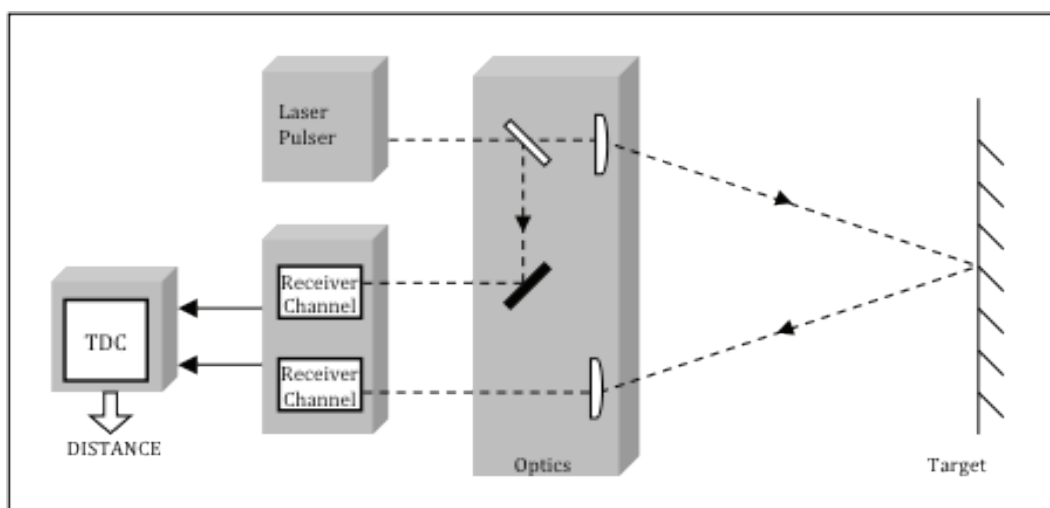 Laser
Pulser
Receiver
Channel
TDC
Receiver
Channel
DISTANCE
Optics
Target